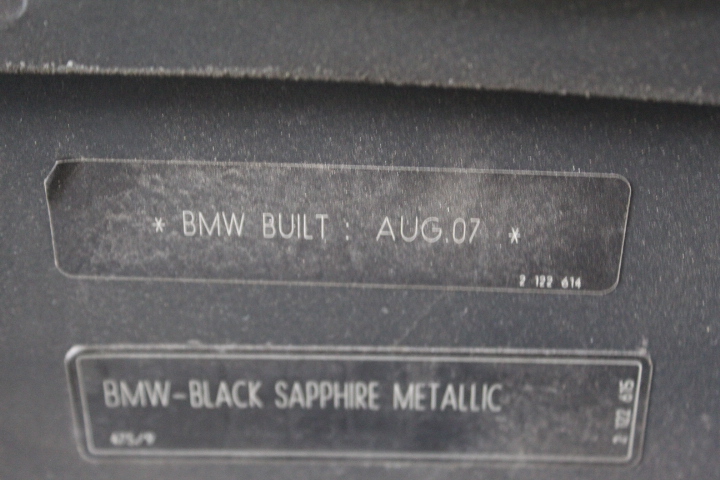 * BMW BUILT : AUG.07 *
2 122 614
BMW-BLACK SAPPHIRE METALLIC
475/9
2 122 615